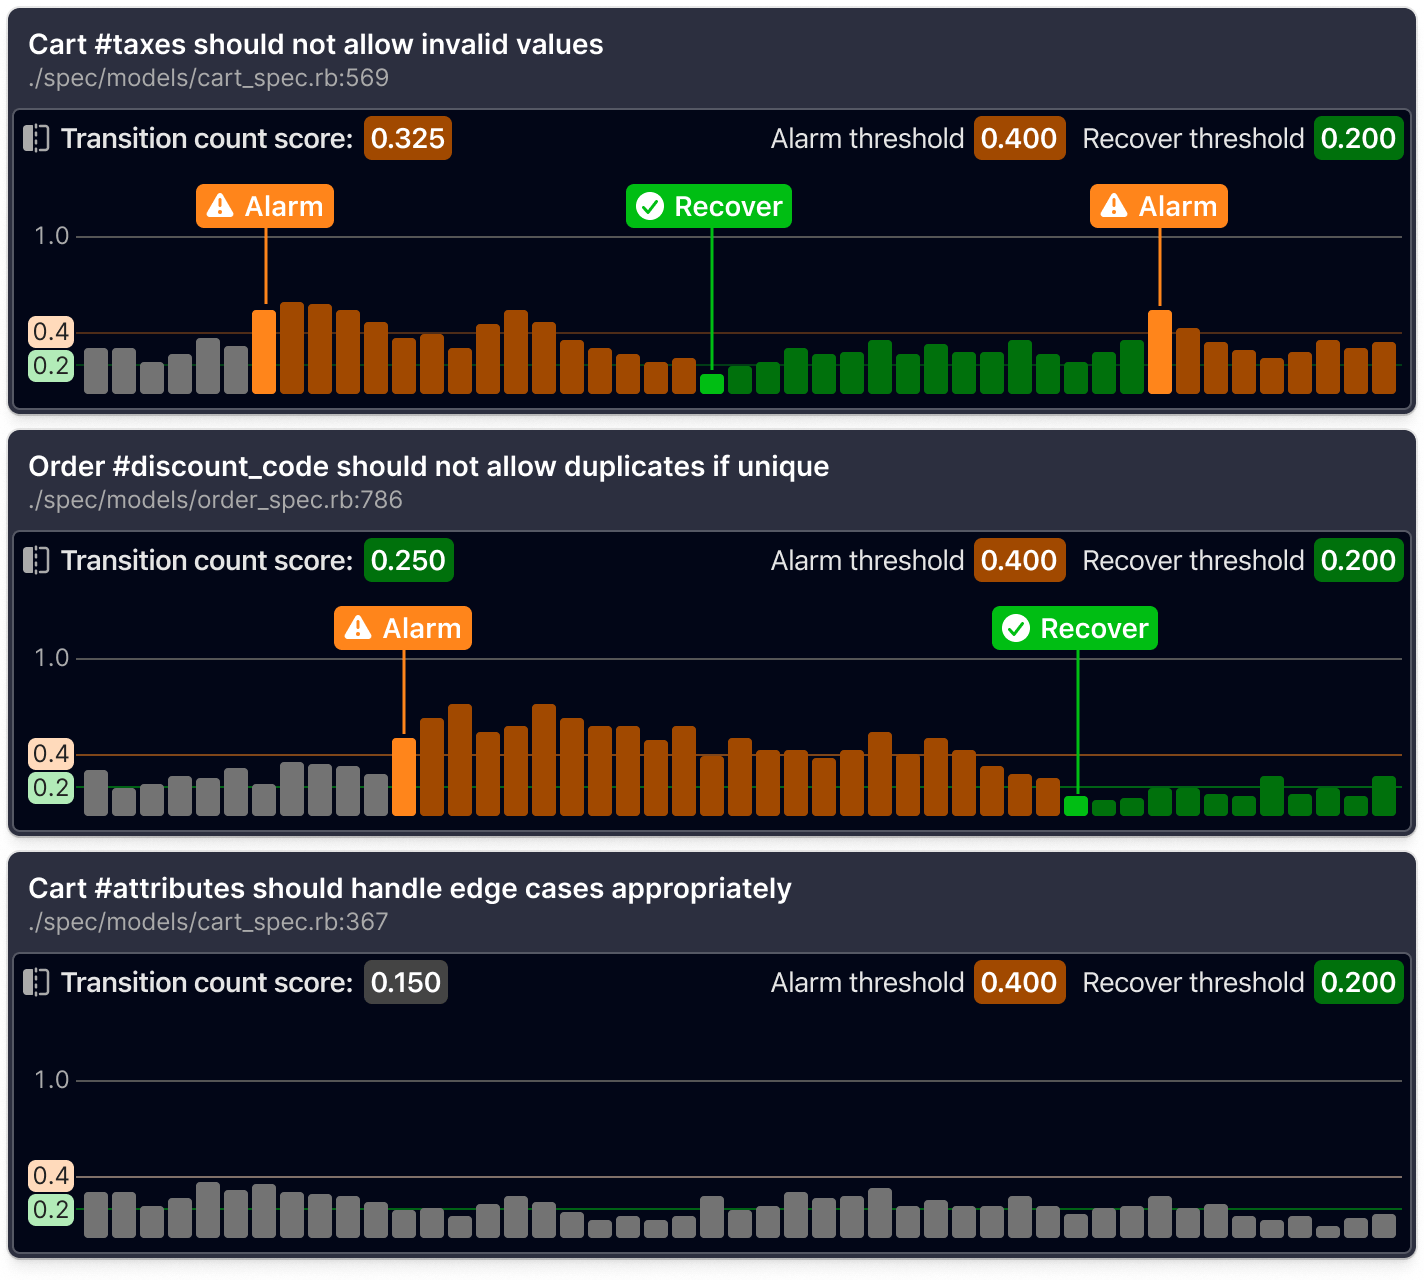 Cart #taxes should not allow invalid values
./spec/models/cart_spec.rb:569
Transition count score: 0.325 Alarm threshold 0.400 Recover threshold 0.200
Alarm Recover Alarm
1.0
0.4
0.2
Order #discount_code should not allow duplicates if unique
./spec/models/order_spec.rb:786
Transition count score: 0.250 Alarm threshold 0.400 Recover threshold 0.200
Alarm Recover
1.0
0.4
0.2
Cart #attributes should handle edge cases appropriately
./spec/models/cart_spec.rb:367
Transition count score: 0.150 Alarm threshold 0.400 Recover threshold 0.200
1.0
0.4
0.2